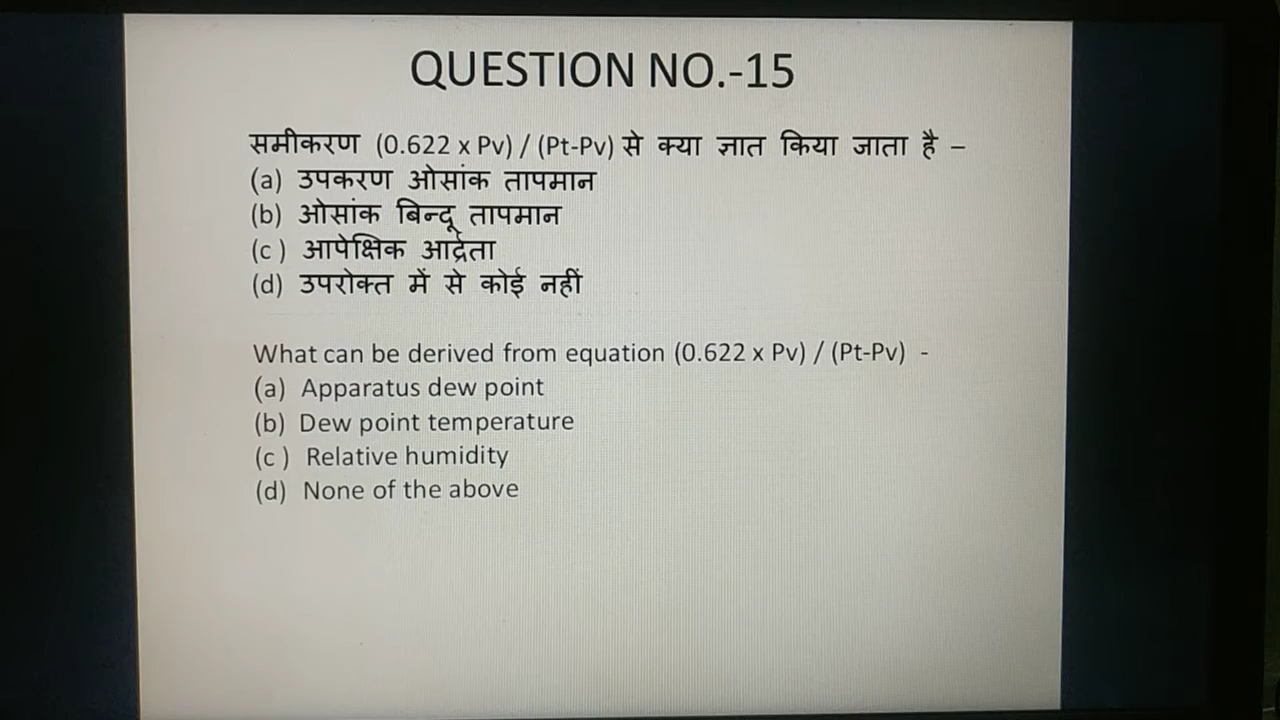 QUESTION NO.-15
समीकरण (0.622 x Pv) / (Pt-Pv) से क्या ज्ञात किया जाता है –
(a) उपकरण ओसांक तापमान
(b) ओसांक बिन्दू तापमान
(c ) आपेक्षिक आर्द्रता
(d) उपरोक्त में से कोई नहीं
What can be derived from equation (0.622 x Pv) / (Pt-Pv) -
(a) Apparatus dew point
(b) Dew point temperature
(c ) Relative humidity
(d) None of the above